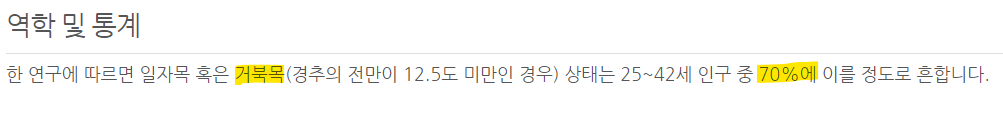 역학 및 통계
한 연구에 따르면 일자목 혹은 거북목(경추의 전만이 12.5도 미만인 경우) 상태는 25~42세 인구 중 70%에 이를 정도로 흔합니다.